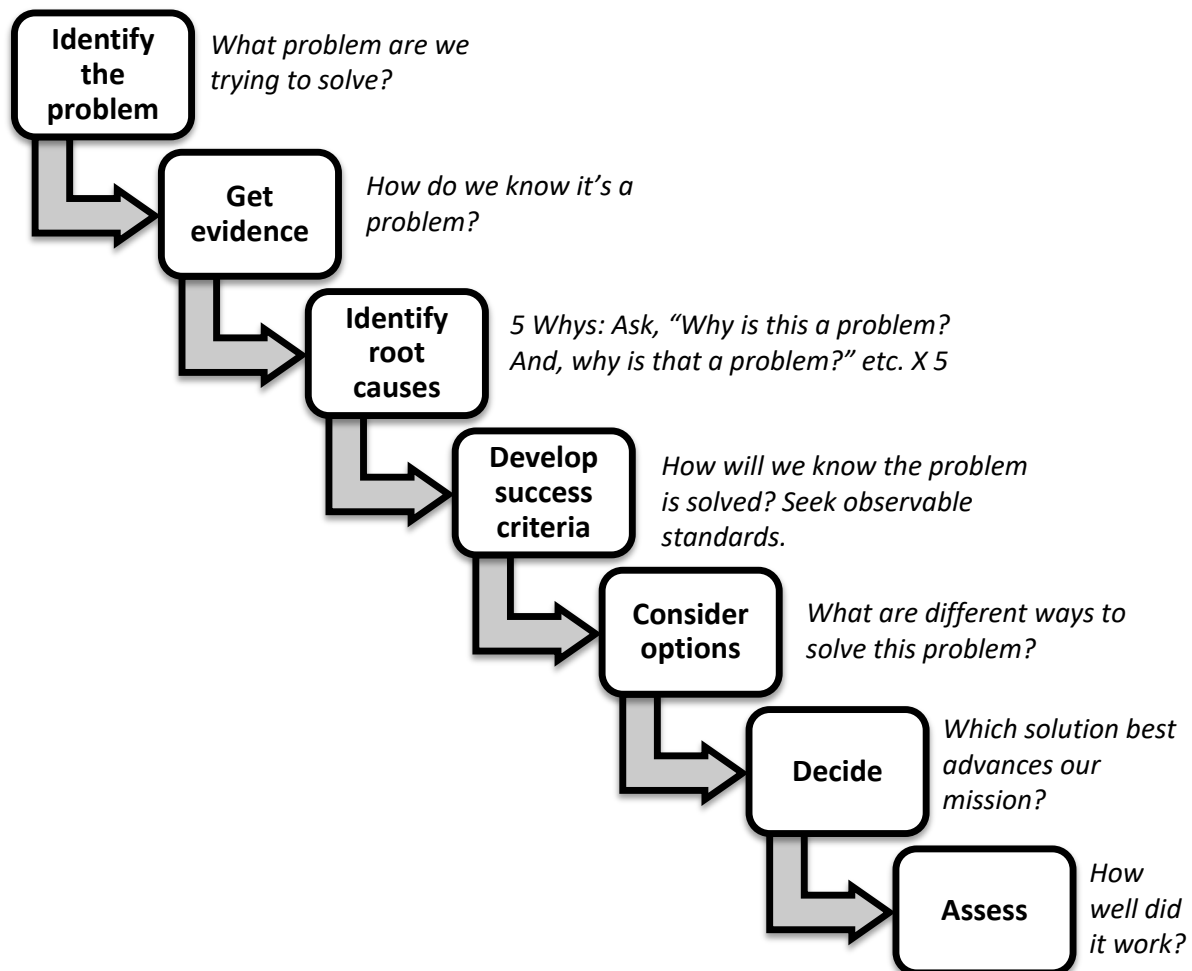 Identify
the
problem
What problem are we
trying to solve?
Get
evidence
How do we know it’s a
problem?
Identify
root
causes
5 Whys: Ask, “Why is this a problem?
And, why is that a problem?” etc. X 5
Develop
success
criteria
How will we know the problem
is solved? Seek observable
standards.
Consider
options
What are different ways to
solve this problem?
Decide
Which solution best
advances our
mission?
Assess
How
well did
it work?